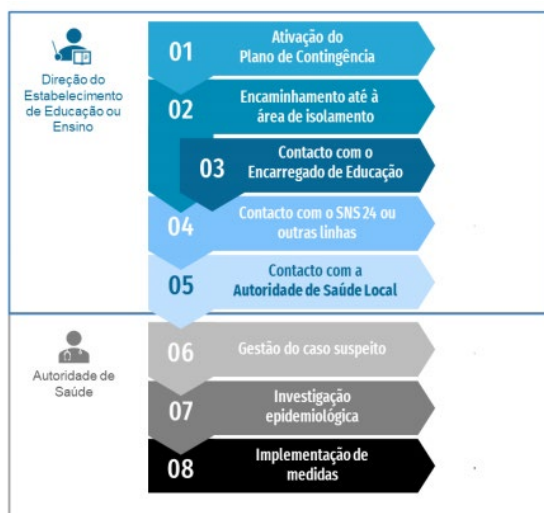 Direção do
Estabelecimento
de Educação ou
Ensino
01
Ativação do
Plano de Contingência
02
Encaminhamento até à
área de isolamento
03
Contacto com o
Encarregado de Educação
04
Contacto com o SNS 24 ou
outras linhas
05
Contacto com a
Autoridade de Saúde Local
Autoridade de
Saúde
06
Gestão do caso suspeito
07
Investigação
epidemiológica
08
Implementação de
medidas